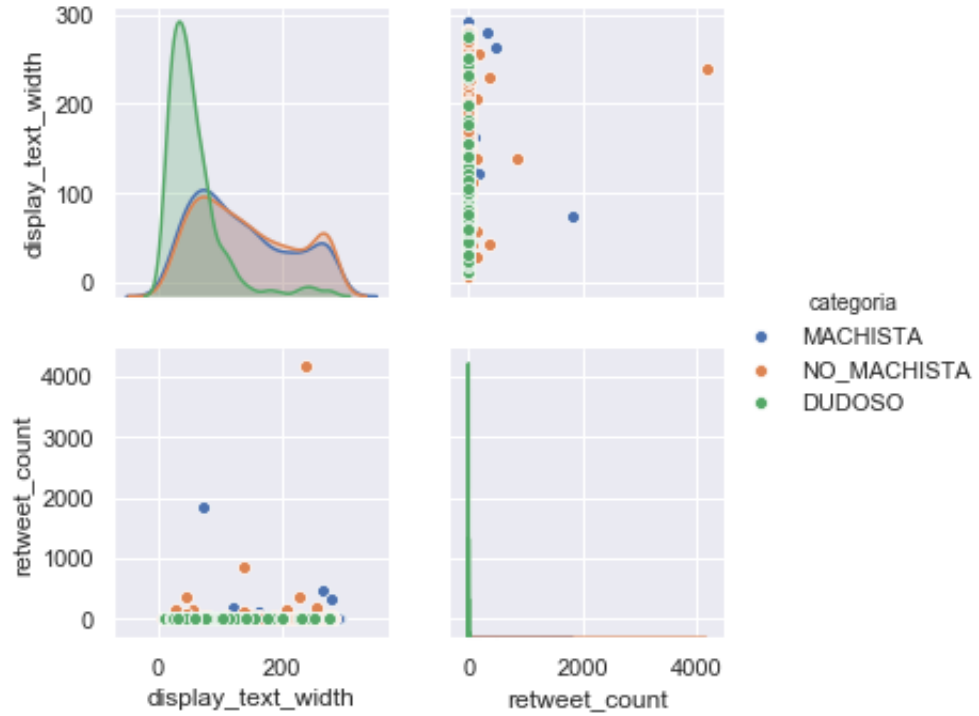 300
200
100
0
display_text_width
categoria
MACHISTA
NO_MACHISTA
DUDOSO
4000
3000
2000
1000
0
retweet_count
0 200
display_text_width
0 2000 4000
retweet_count